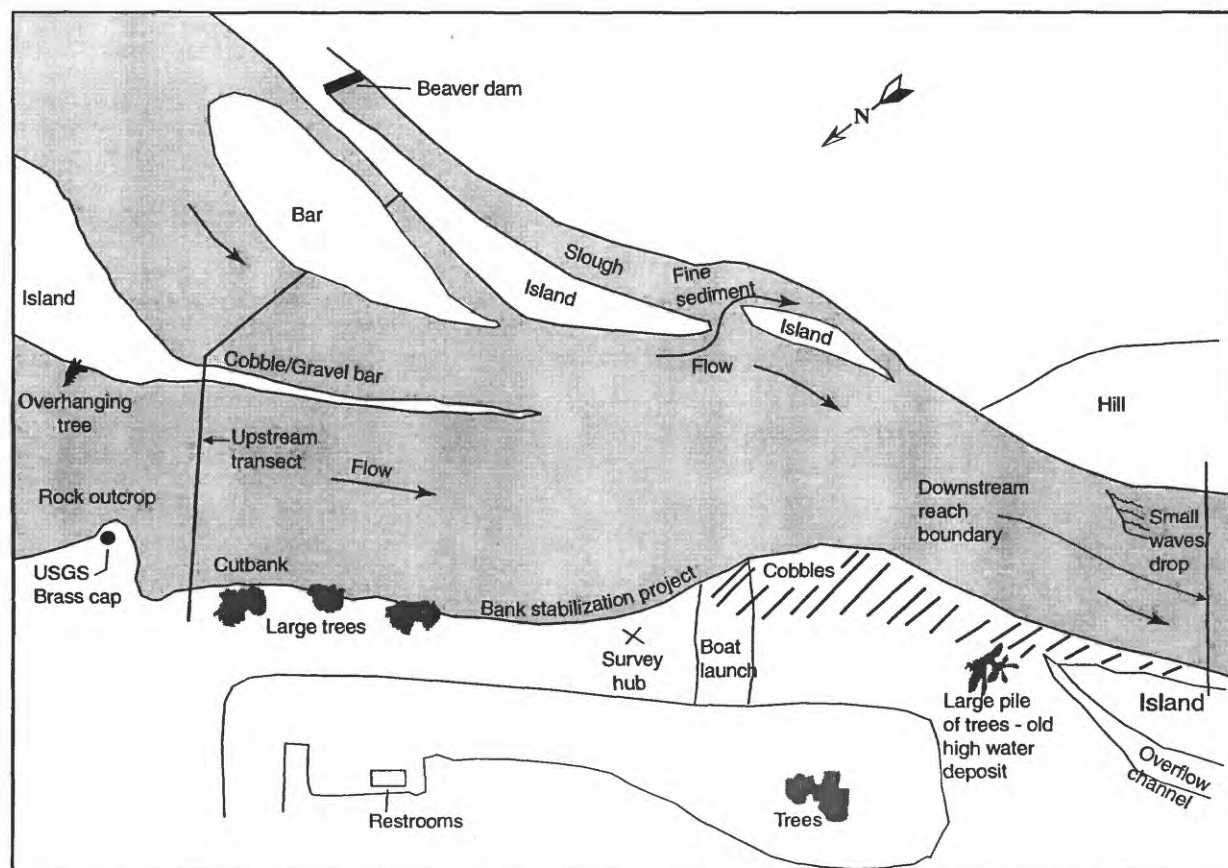 Beaver dam
N
Bar
Slough
Fine
sediment
Island
Island
Island
Flow
Cobble/Gravel bar
Overhanging
tree
Hill
Upstream
transect
Flow
Rock outcrop
Downstream
reach
boundary
Small
waves/
drop
USGS
Brass cap
Cutbank
Large trees
Bank stabilization project
Cobbles
Survey
hub
Boat
launch
Large pile
of trees - old
high water
deposit
Island
Overflow
channel
Restrooms
Trees